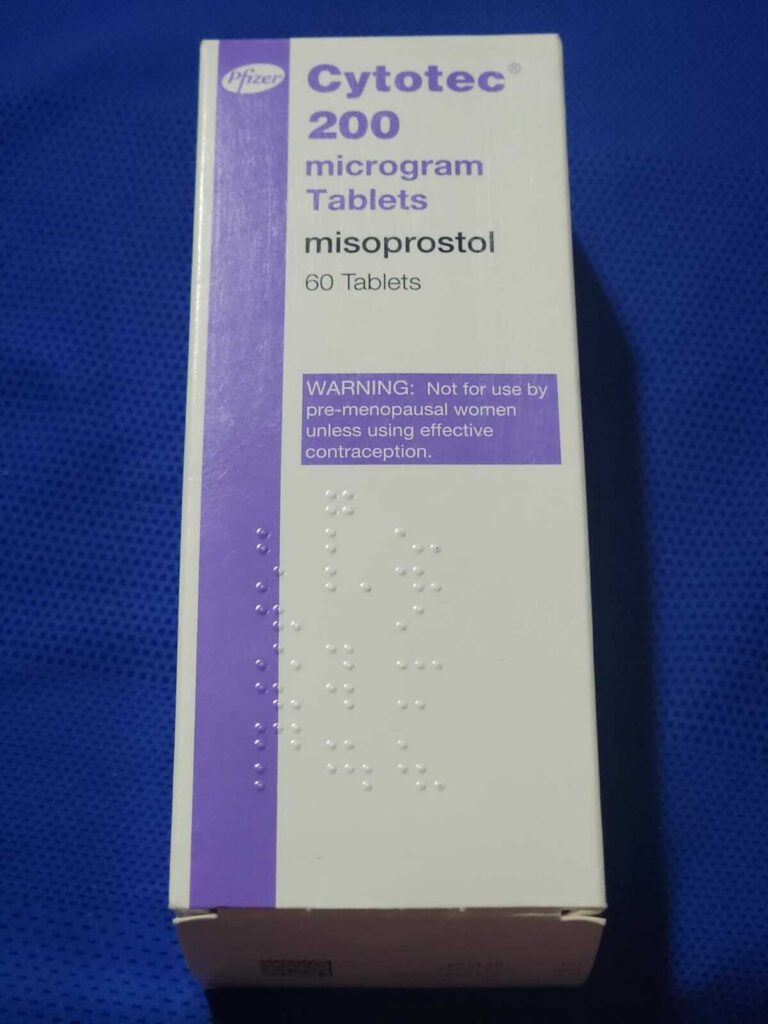 Pfizer
Cytotec®
200
microgram
Tablets
misoprostol
60 Tablets
WARNING: Not for use by
pre-menopausal women
unless using effective
contraception.